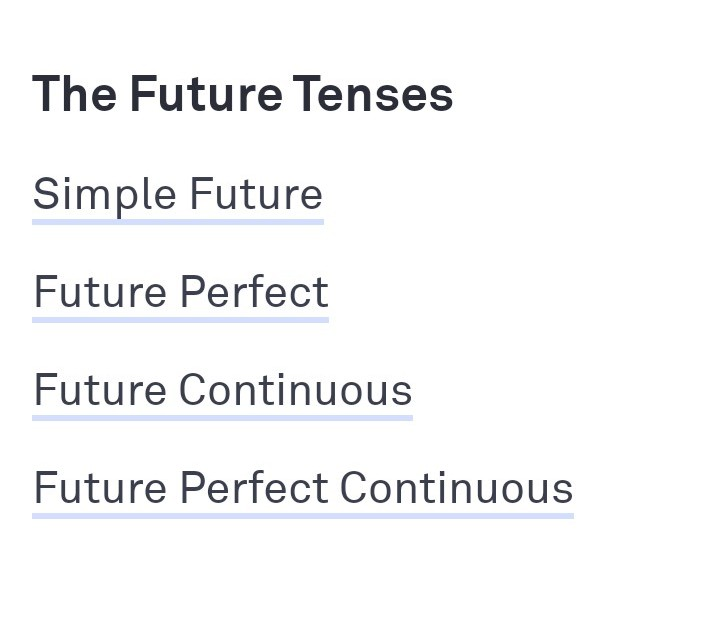 The Future Tenses
Simple Future
Future Perfect
Future Continuous
Future Perfect Continuous